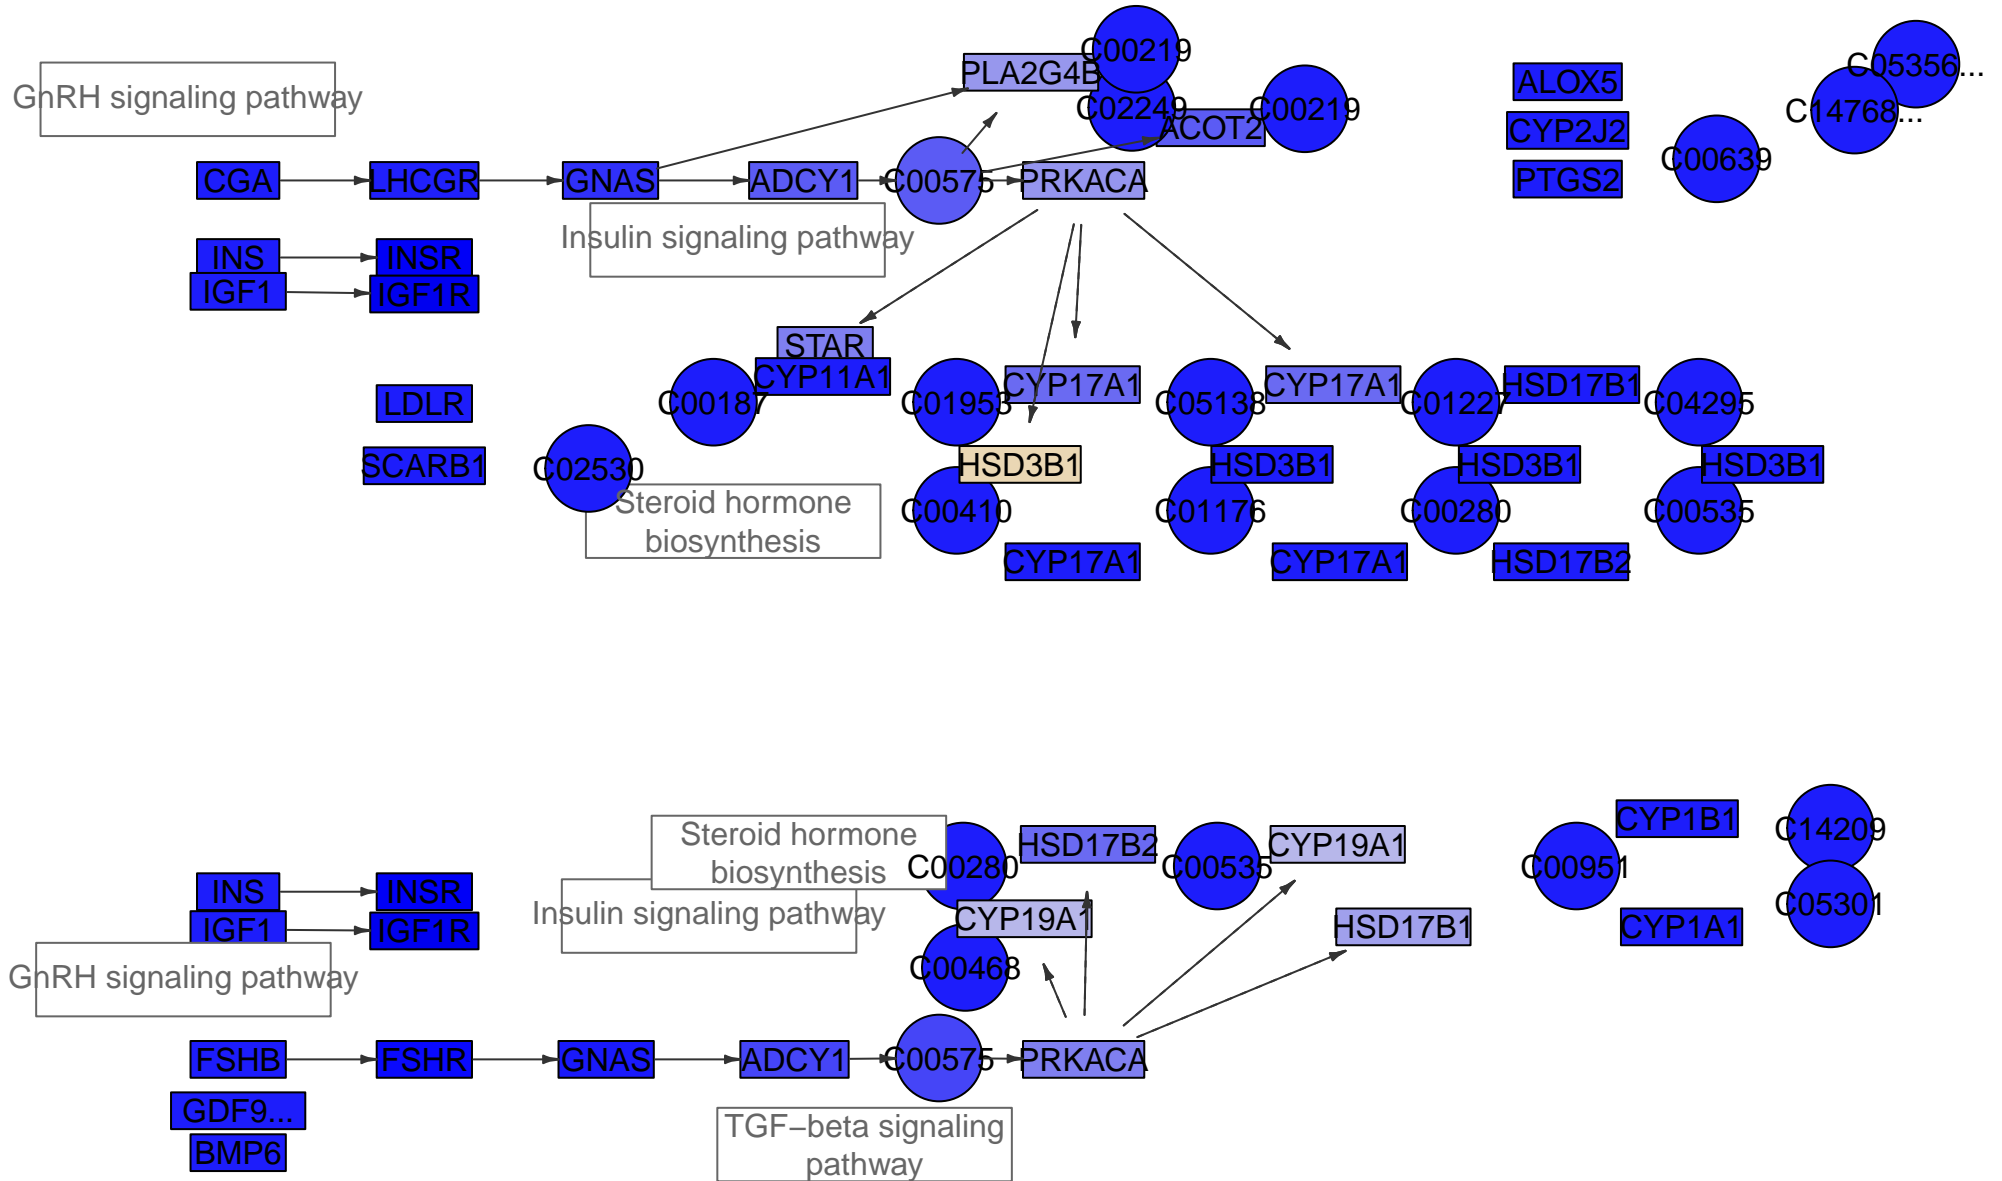 C00219
C05356...
PLA2G4B
ALOX5
GnRH signaling pathway
C02249
C00219
C14768...
ACOT2
CYP2J2
C00639
CGA
LHCGR
GNAS
ADCY1
C00575
PRKACA
PTGS2
Insulin signaling pathway
INS
INSR
IGF1
IGF1R
STAR
CYP11A1
CYP17A1
CYP17A1
HSD17B1
LDLR
C00187
C01953
C05138
C01227
C04295
SCARB1
C02530
HSD3B1
HSD3B1
HSD3B1
HSD3B1
Steroid hormone
biosynthesis
C00410
C01176
C00280
C00535
CYP17A1
CYP17A1
HSD17B2
Steroid hormone
biosynthesis
C00280
HSD17B2
C00535
CYP19A1
C00951
CYP1B1
C14209
INS
INSR
Insulin signaling pathway
CYP19A1
HSD17B1
CYP1A1
C05301
IGF1
IGF1R
GnRH signaling pathway
C00468
FSHB
FSHR
GNAS
ADCY1
C00575
PRKACA
GDF9...
BMP6
TGF−beta signaling
pathway